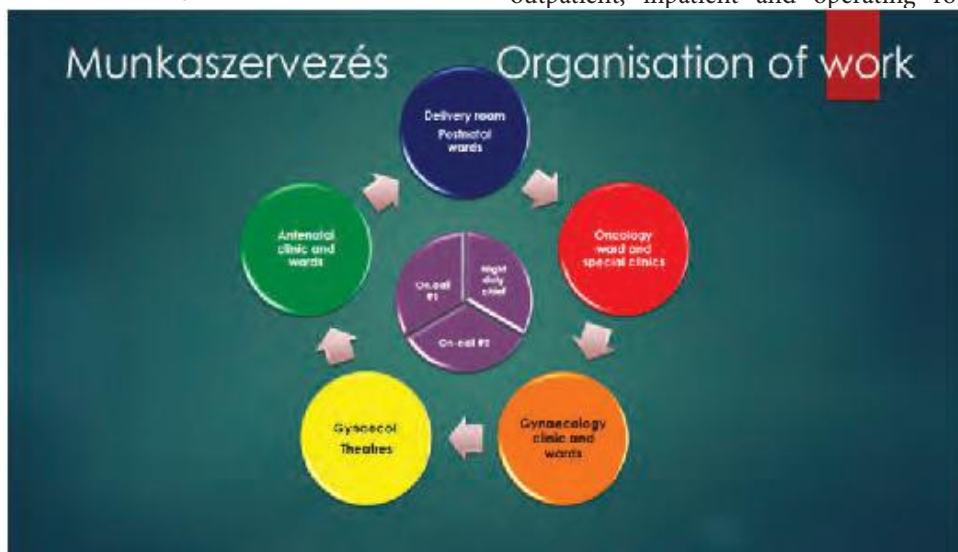 outpatient, inpatient and operating
Munkaszervezés
Organisation of work
Delivery room
Postnatal
wards
Oncology
ward and
special clinics
Gynaecology
clinic and
wards
Gynaecol
Theatres
Antenatal
clinic and
wards
On-call
#1
Night
duty
chief
On-call #2